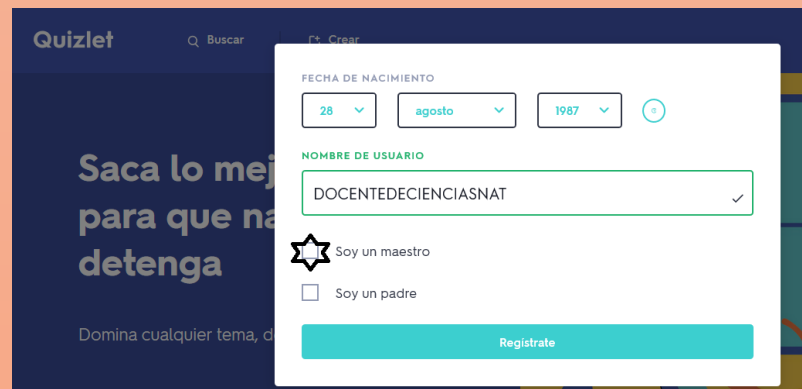 Quizlet
Buscar
Crear
FECHA DE NACIMIENTO
28 agosto 1987
NOMBRE DE USUARIO
DOCENTEDECIENCIASNAT
Soy un maestro
Soy un padre
Regístrate
Saca lo mej
para que na
detenga
Domina cualquier tema, d